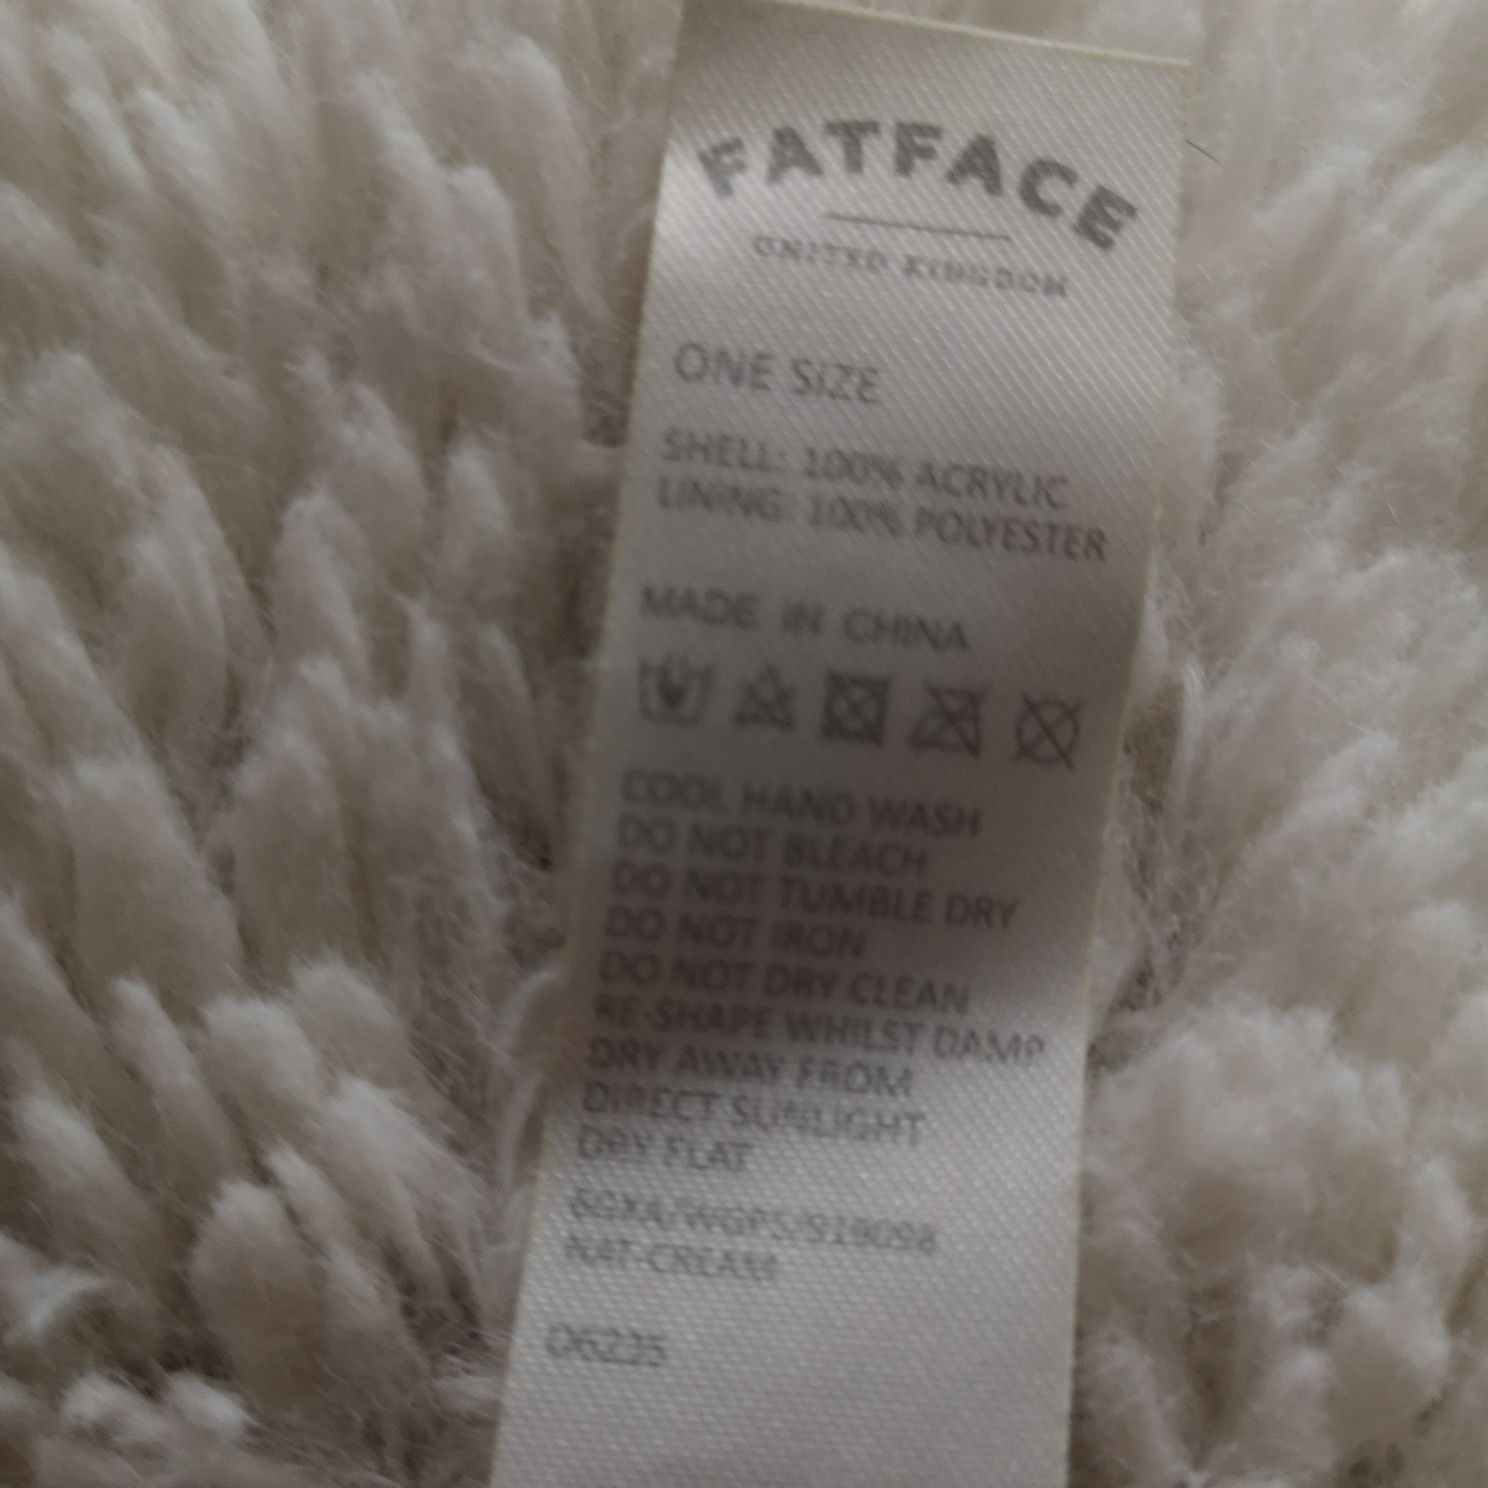 FATFACE
UNITED KINGDOM
ONE SIZE
SHELL: 100% ACRYLIC
LINING: 100% POLYESTER
MADE IN CHINA
COOL HAND WASH
DO NOT BLEACH
DO NOT TUMBLE DRY
DO NOT IRON
DO NOT DRY CLEAN
RE-SHAPE WHILST DAMP
DRY AWAY FROM
DIRECT SUNLIGHT
DRY FLAT
NAT-CREAM